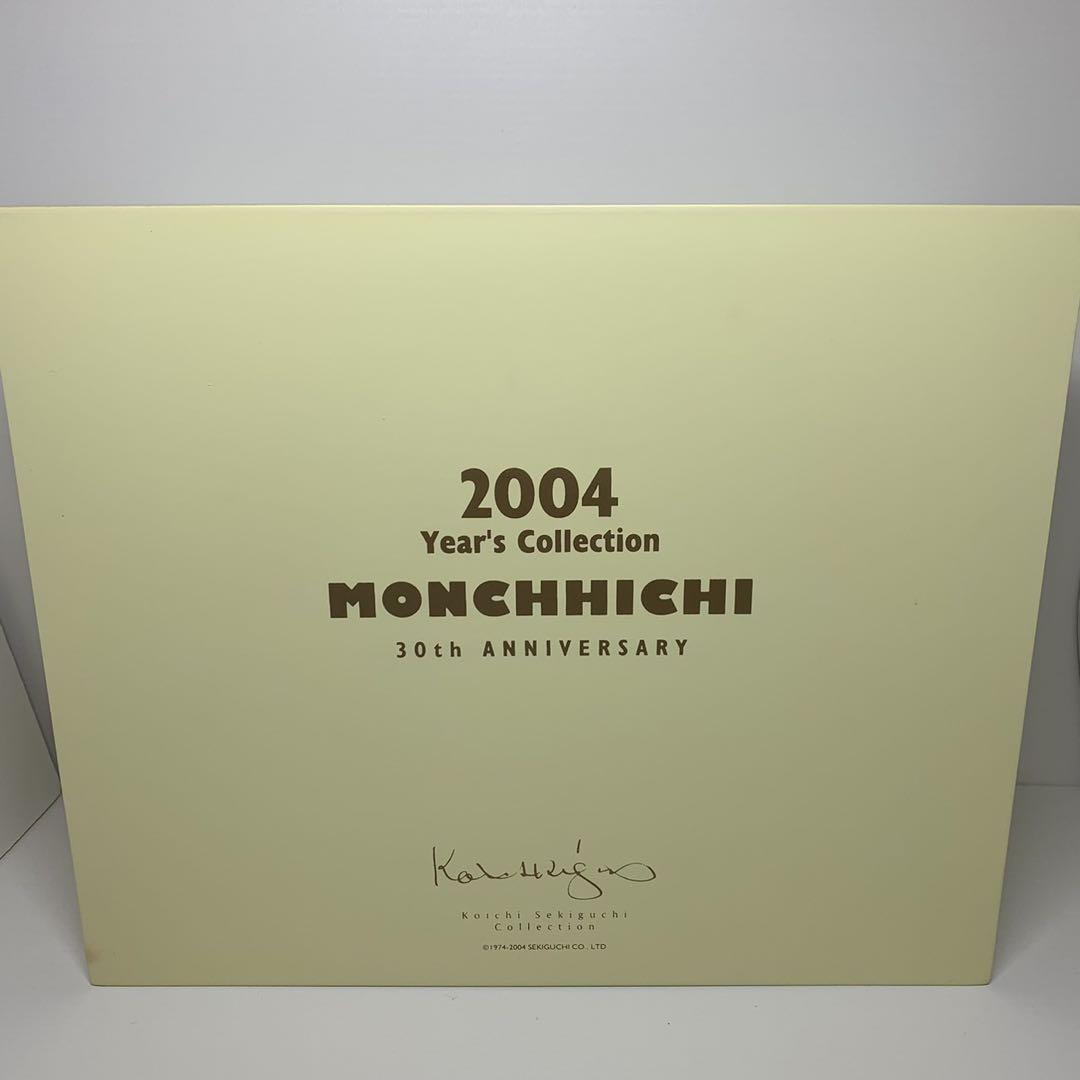 2004
Year's Collection
MONCHHICHI
30th ANNIVERSARY
Koichi Sekiguchi
Collection
©1974-2004 SEKIGUCHI CO., LTD